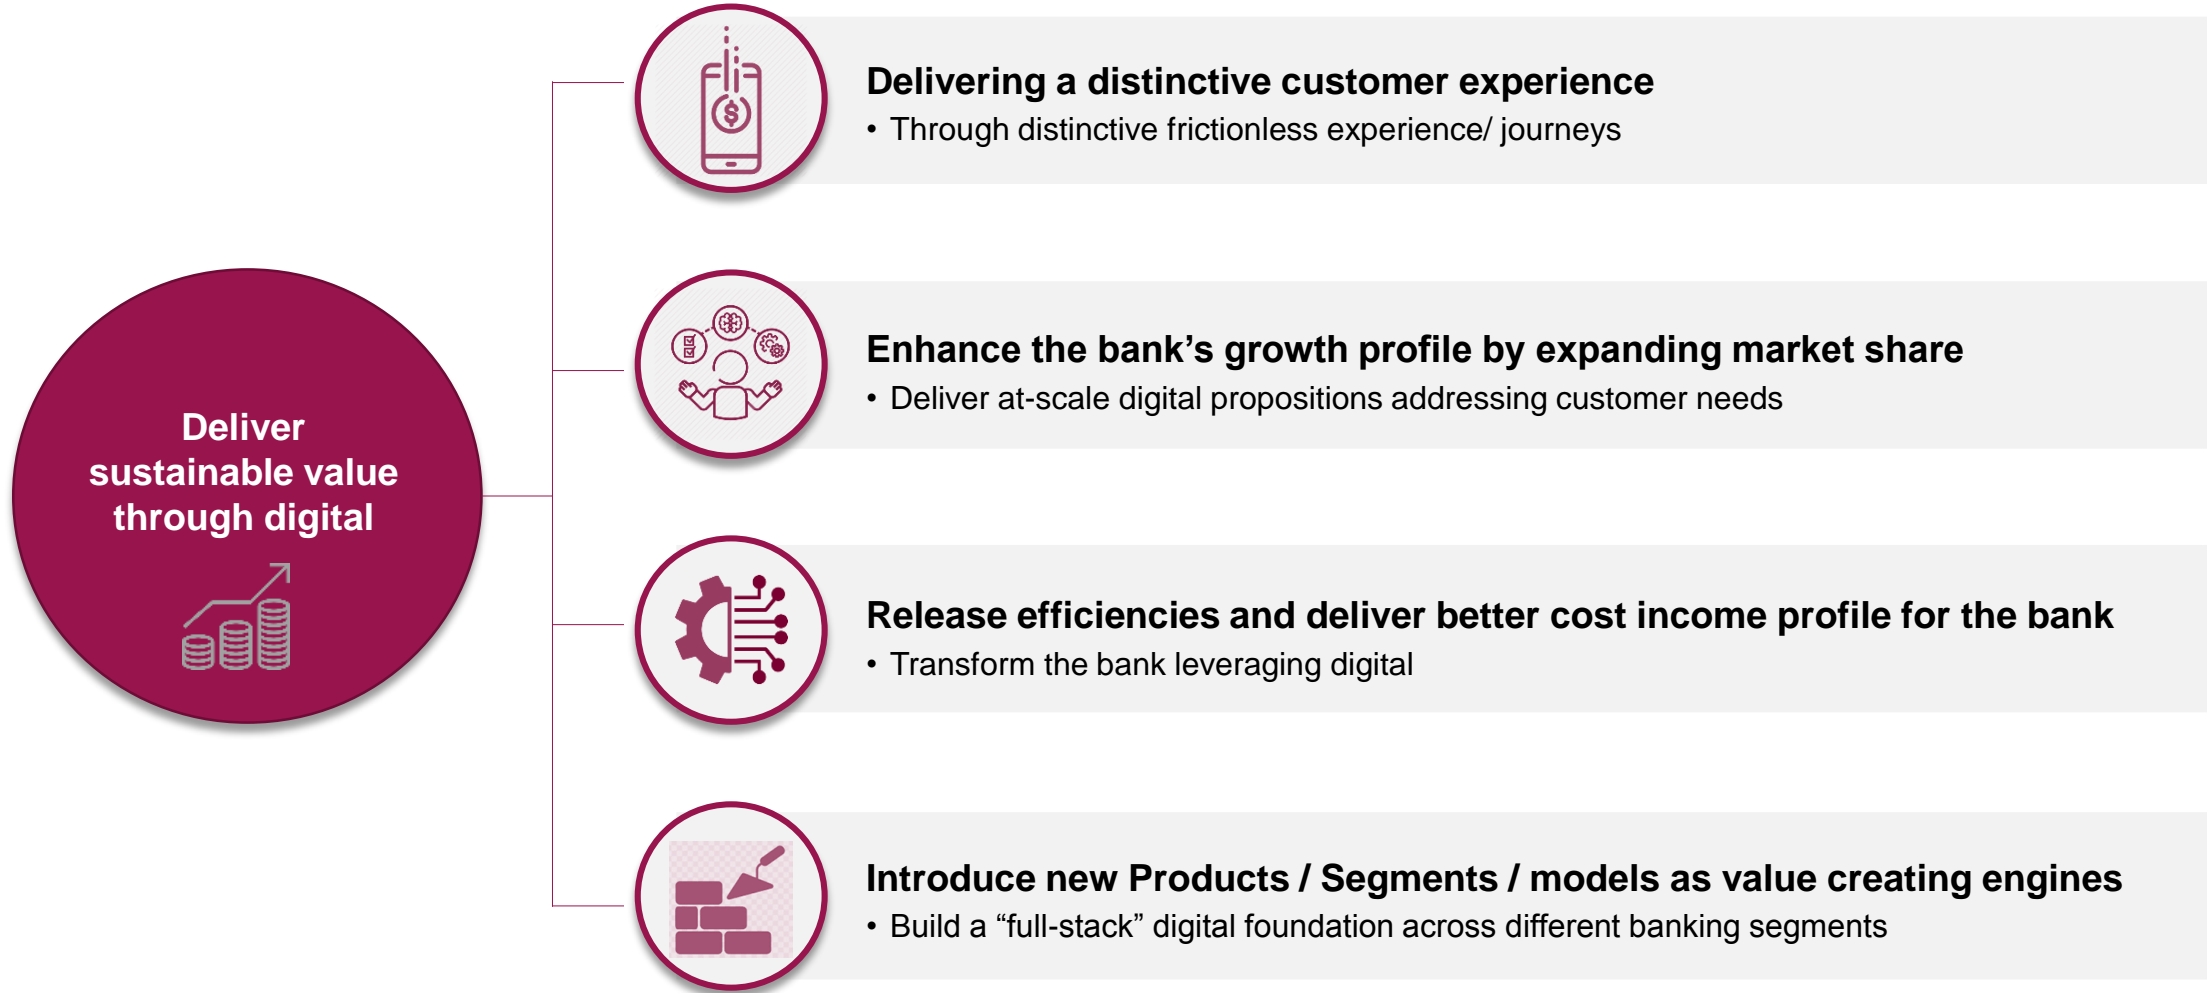 Deliver
sustainable value
through digital
Delivering a distinctive customer experience
• Through distinctive frictionless experience/ journeys
Enhance the bank’s growth profile by expanding market share
• Deliver at-scale digital propositions addressing customer needs
Release efficiencies and deliver better cost income profile for the bank
• Transform the bank leveraging digital
Introduce new Products / Segments / models as value creating engines
• Build a “full-stack” digital foundation across different banking segments